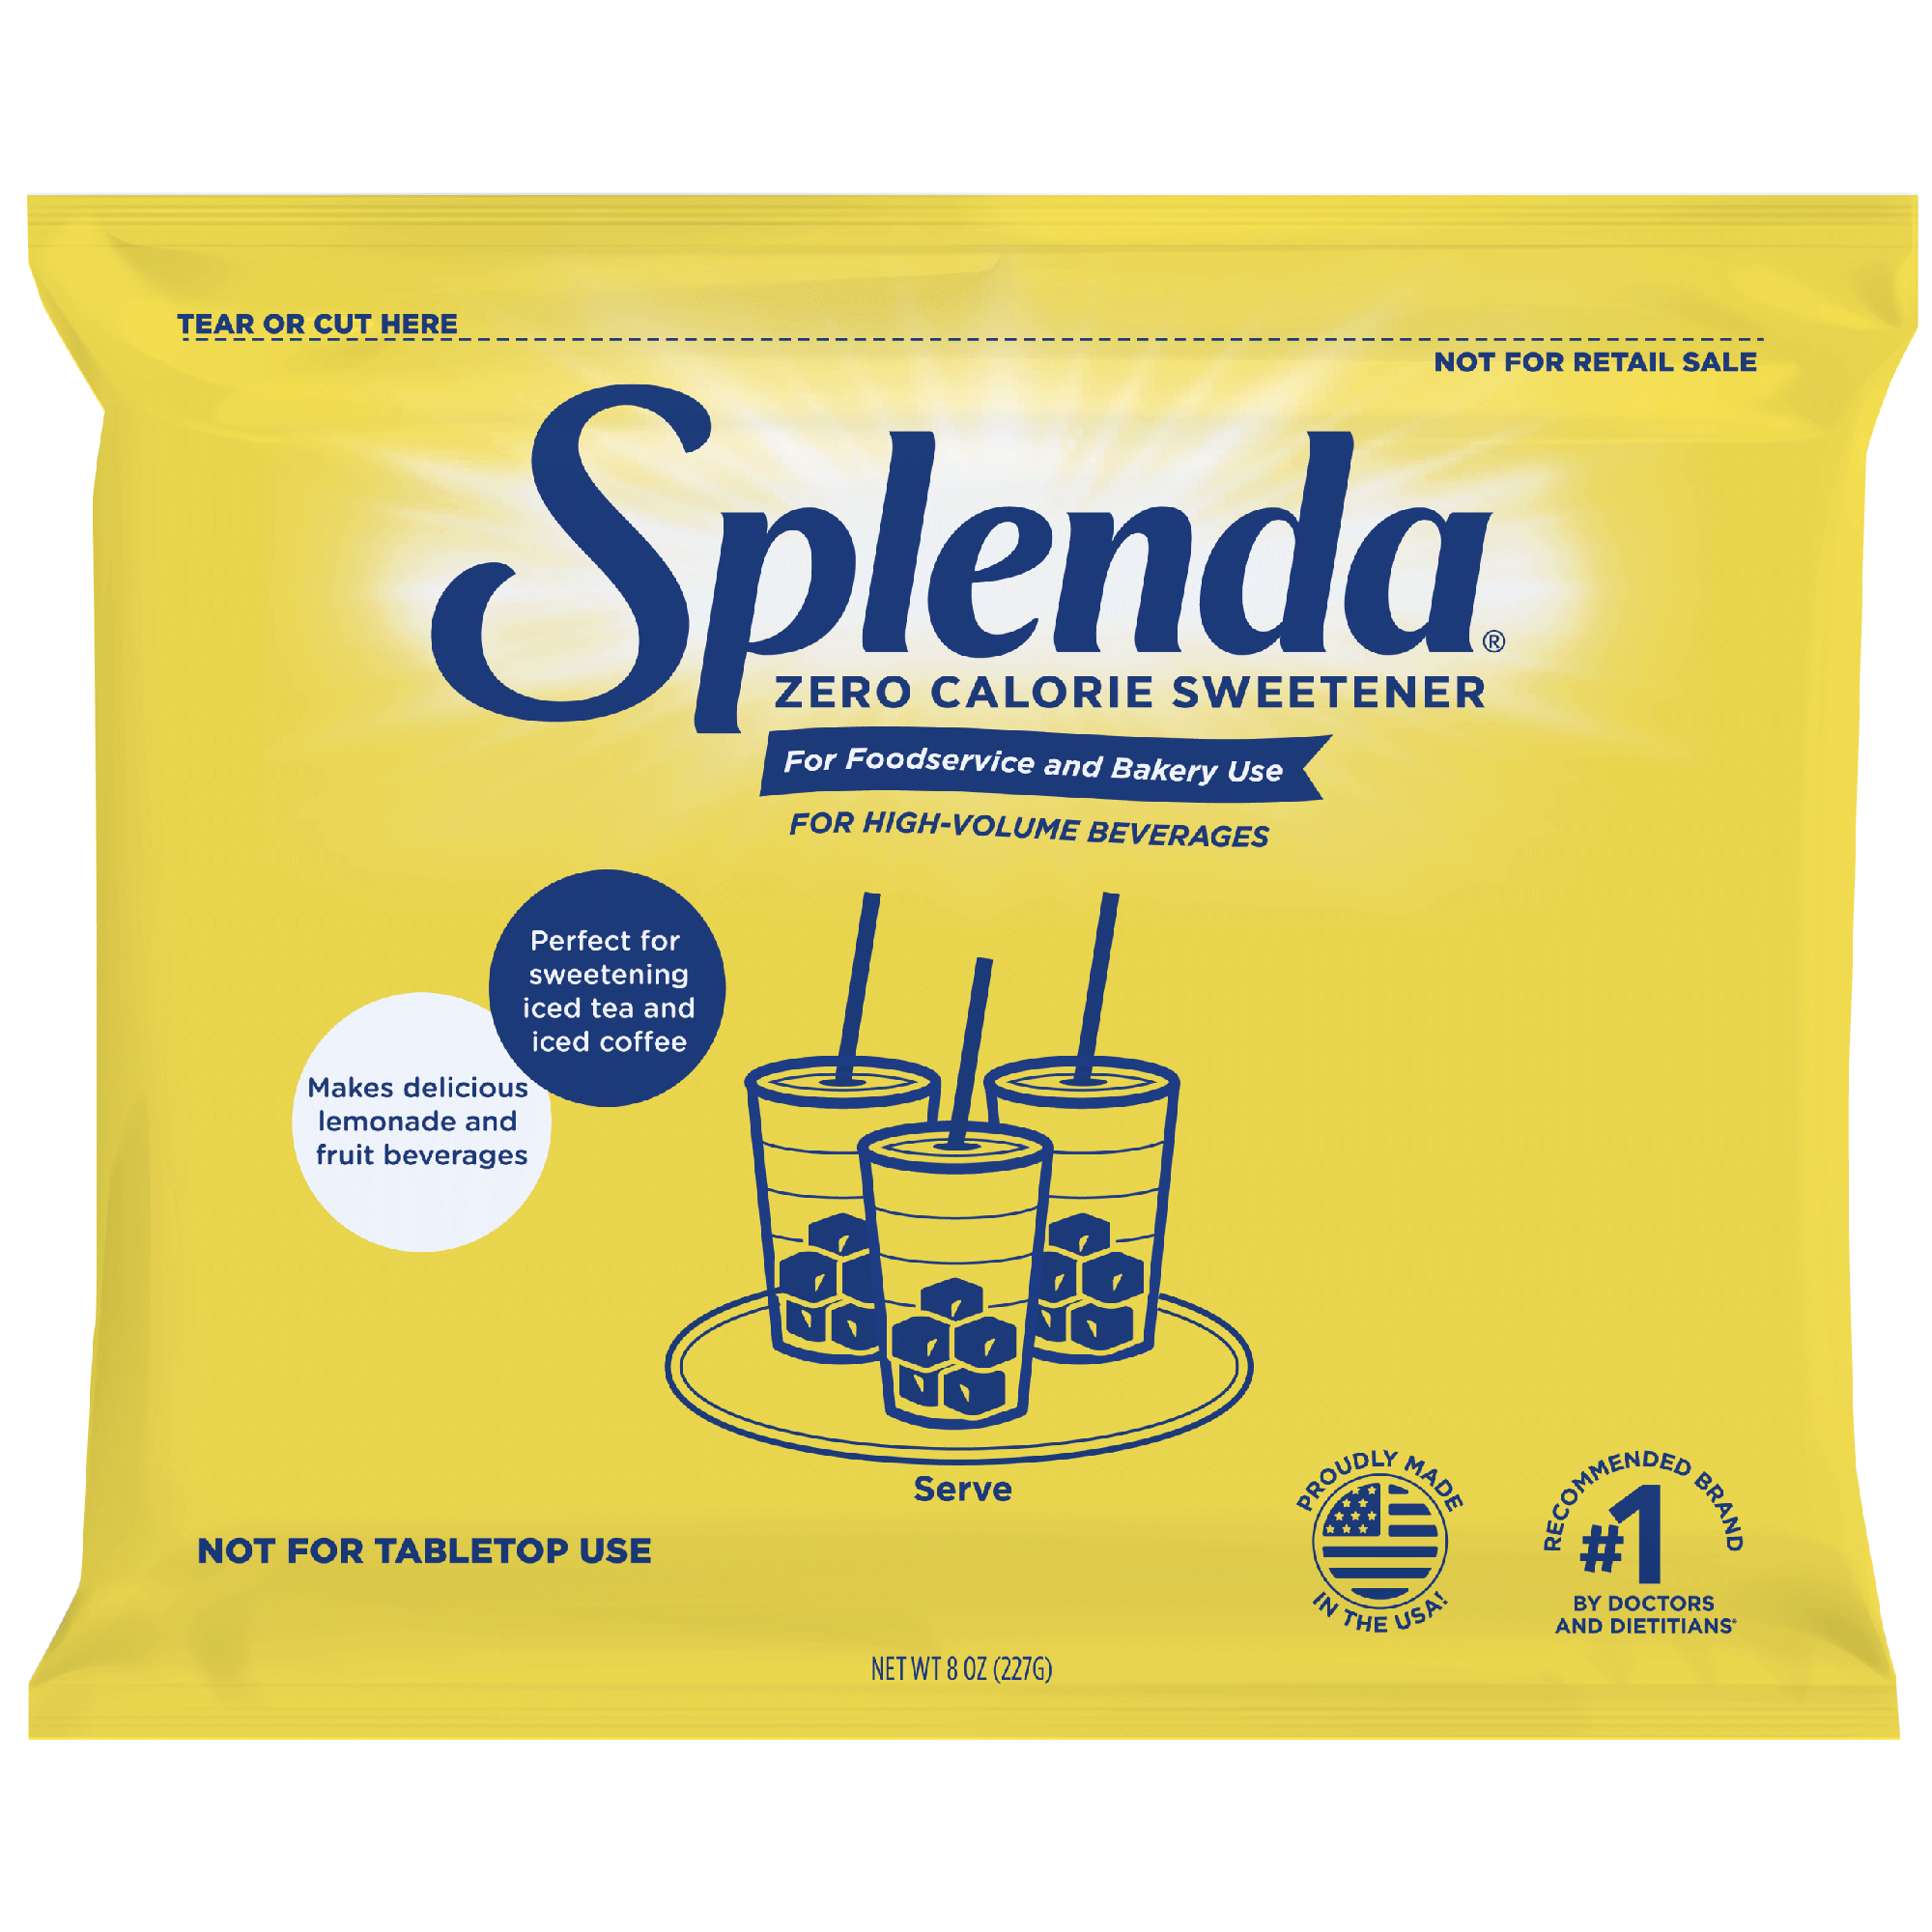 TEAR OR CUT HERE
NOT FOR RETAIL SALE
Splenda®
ZERO CALORIE SWEETENER
For Foodservice and Bakery Use
FOR HIGH-VOLUME BEVERAGES
Perfect for
sweetening
iced tea and
iced coffee
Makes delicious
lemonade and
fruit beverages
Serve
NOT FOR TABLETOP USE
PROUDLY MADE
IN THE USA!
RECOMMENDED BRAND
#1
BY DOCTORS
AND DIETITIANS*
NET WT 8 OZ (227G)